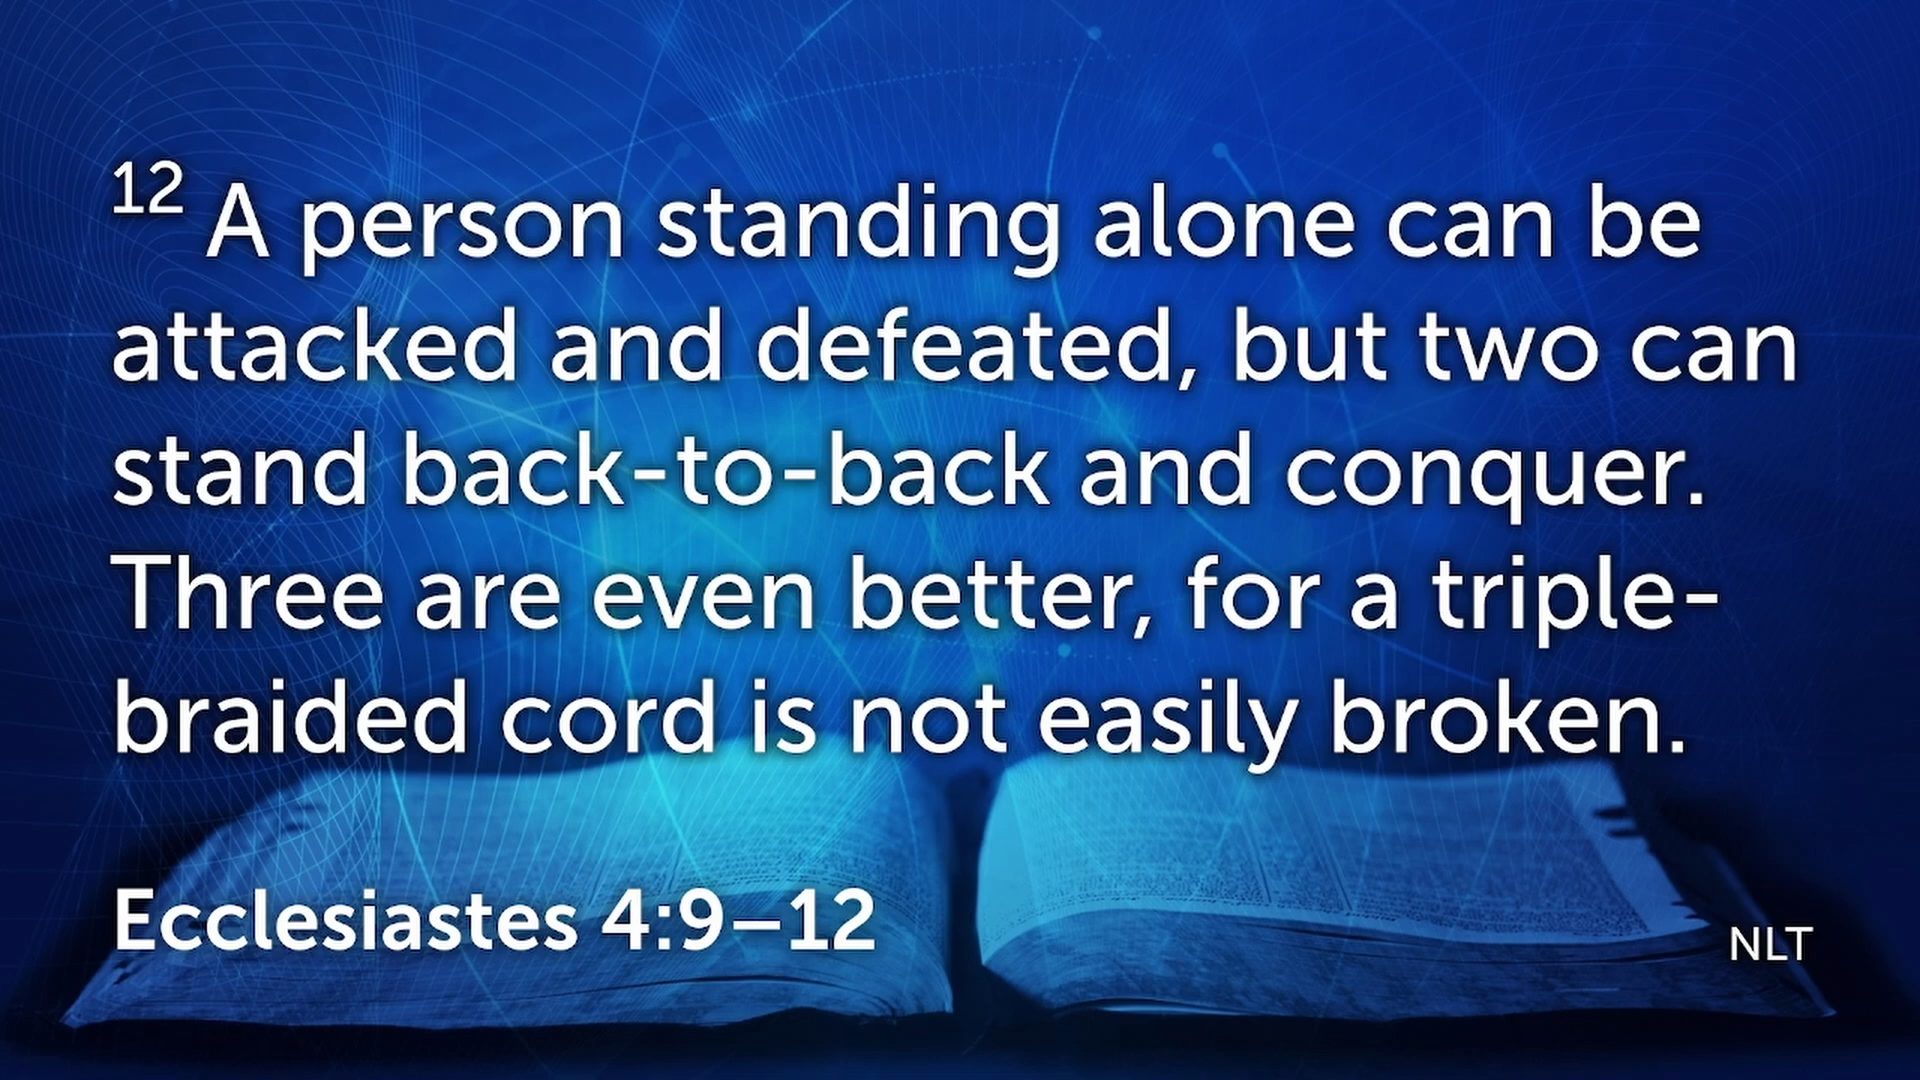 12 A person standing alone can be
attacked and defeated, but two can
stand back-to-back and conquer.
Three are even better, for a triple-
braided cord is not easily broken.
Ecclesiastes 4:9–12
NLT